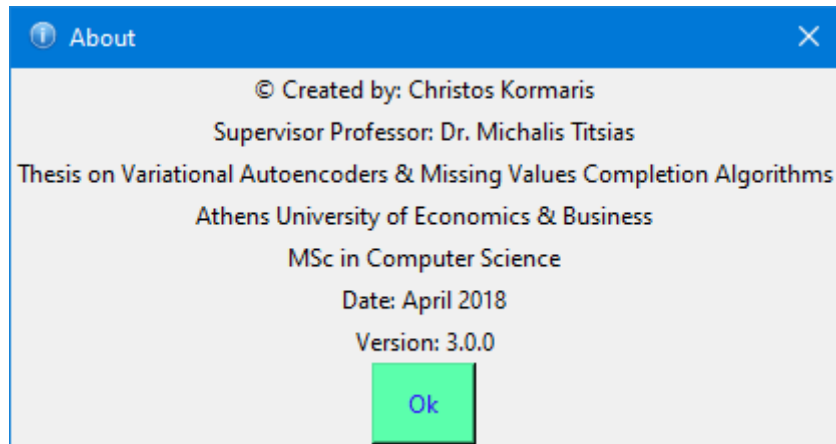 About
© Created by: Christos Kormaris
Supervisor Professor: Dr. Michalis Titsias
Thesis on Variational Autoencoders & Missing Values Completion Algorithms
Athens University of Economics & Business
MSc in Computer Science
Date: April 2018
Version: 3.0.0
Ok